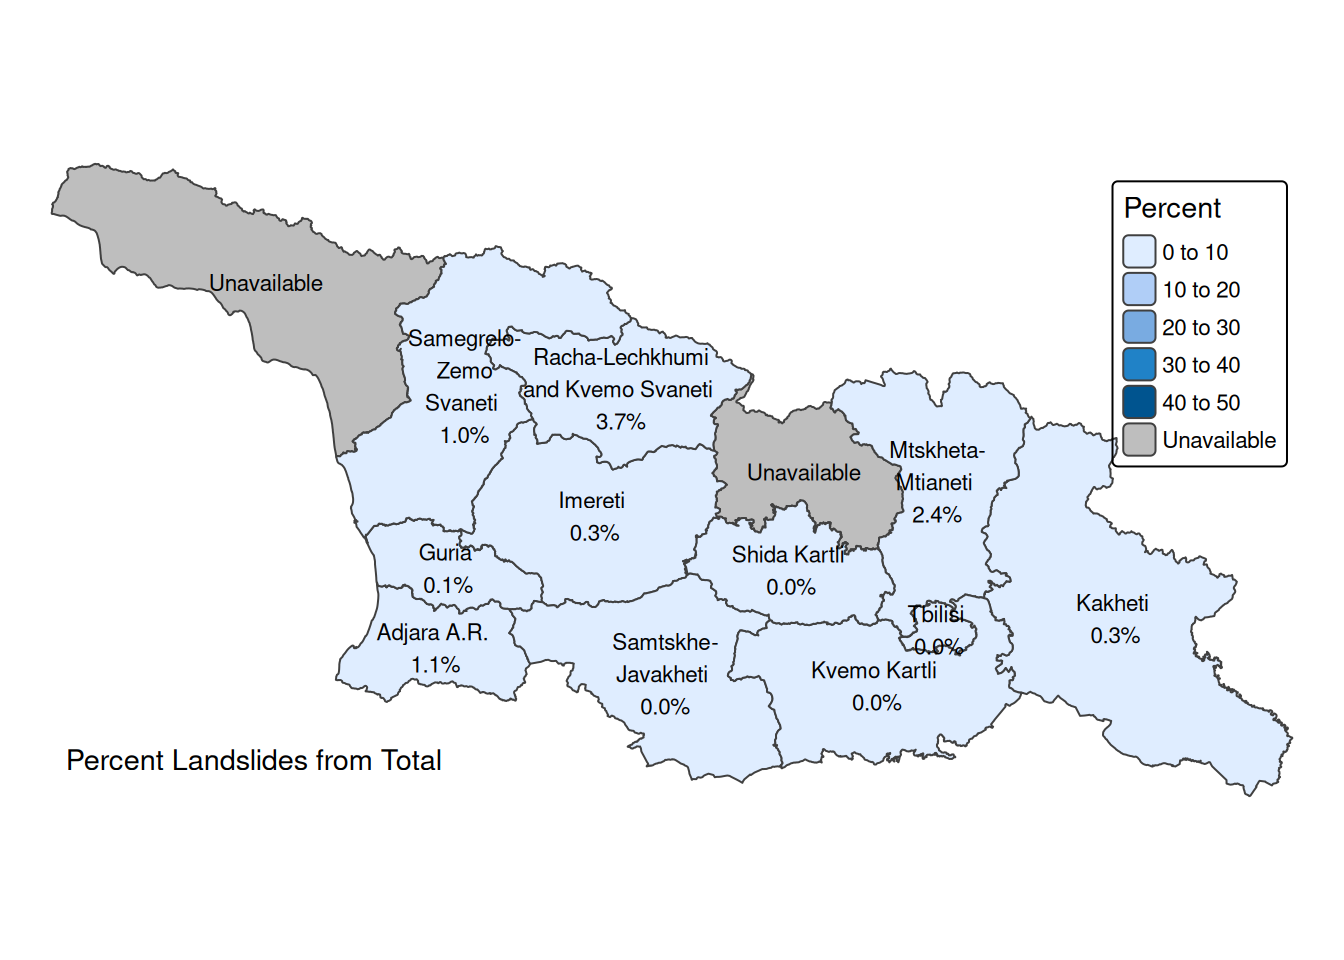 Percent
0 to 10
10 to 20
20 to 30
30 to 40
40 to 50
Unavailable
Unavailable
Samegrelo-
Zemo
Svaneti
1.0%
Racha-Lechkhumi
and Kvemo Svaneti
3.7%
Unavailable
Mtskheta-
Mtianeti
2.4%
Imereti
0.3%
Guria
0.1%
Shida Kartli
0.0%
Adjara A.R.
1.1%
Samtskhe-
Javakheti
0.0%
Tbilisi
0.0%
Kvemo Kartli
0.0%
Kakheti
0.3%
Percent Landslides from Total